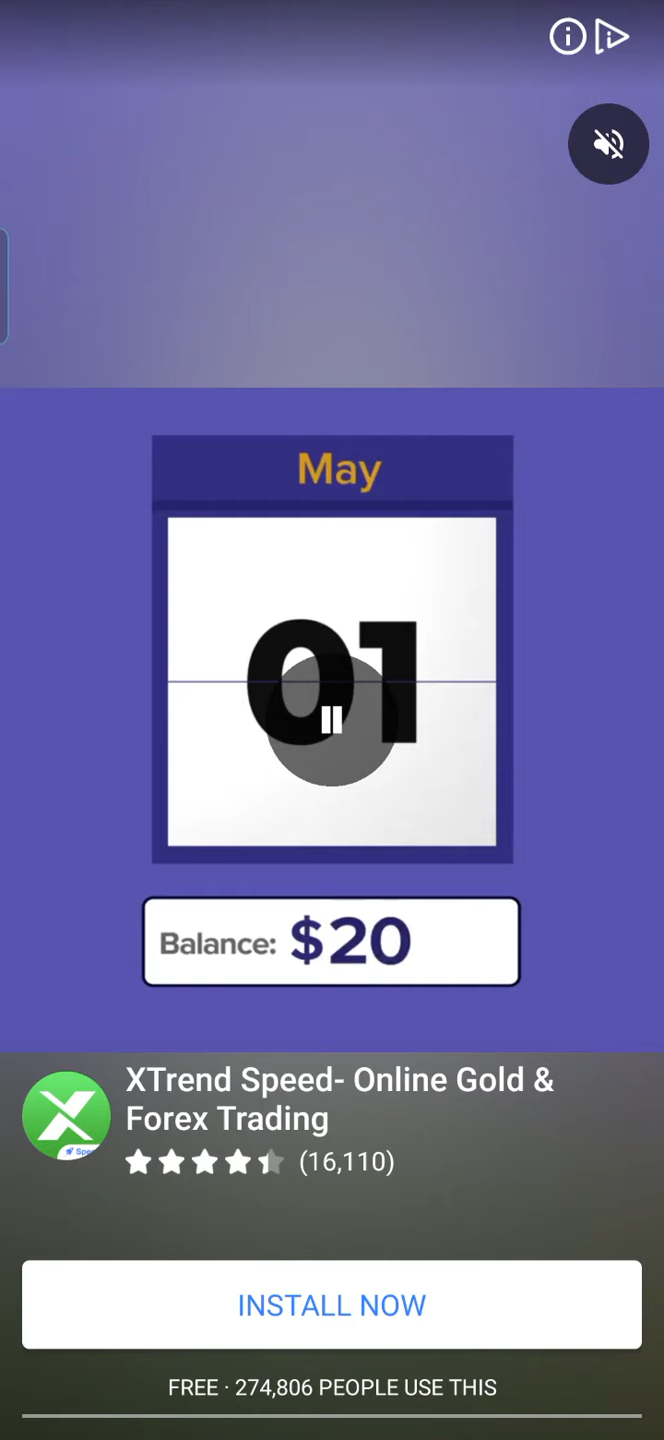 May
01
Balance: $20
XTrend Speed- Online Gold &
Forex Trading
(16,110)
INSTALL NOW
FREE · 274,806 PEOPLE USE THIS